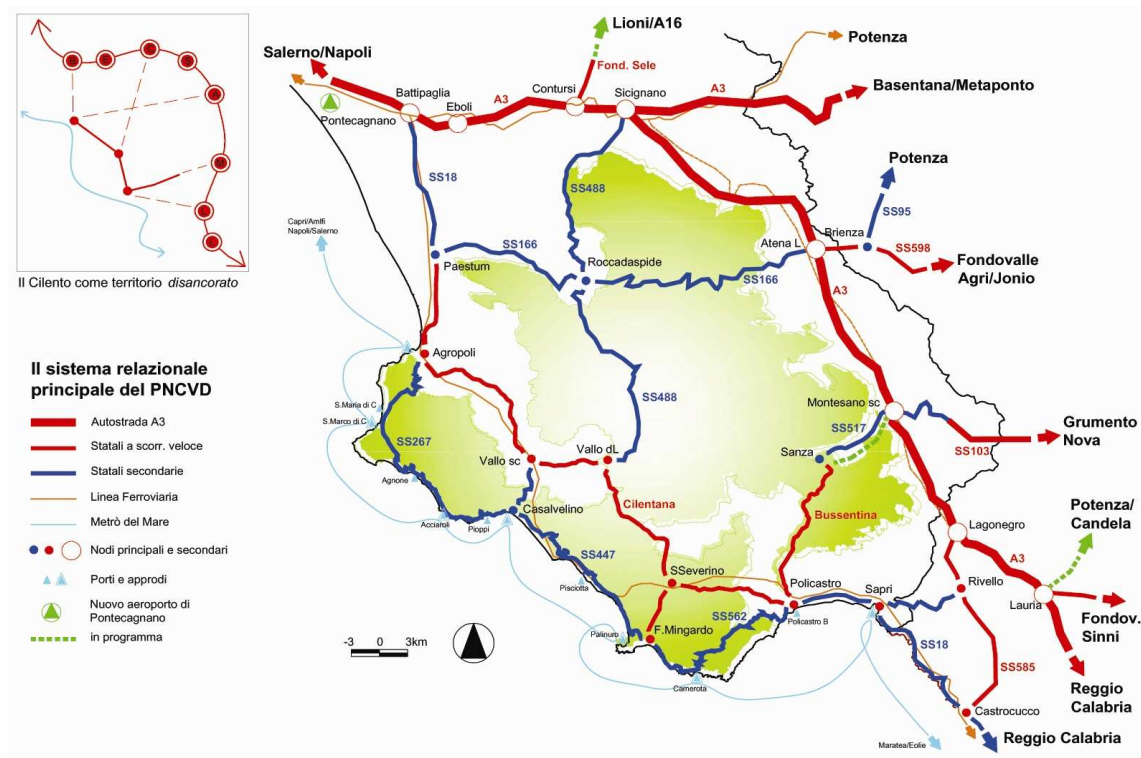 B
E
C
S
A
M
L
L
Il Cilento come territorio disancorato
Il sistema relazionale
principale del PNCVD
Autostrada A3
Statali a scorr. veloce
Statali secondarie
Linea Ferroviaria
Metrò del Mare
Nodi principali e secondari
Porti e approdi
Nuovo aeroporto di
Pontecagnano
in programma
Salerno/Napoli
Lioni/A16
Potenza
Fond. Sele
Contursi
Sicignano
A3
Basentana/Metaponto
Battipaglia
Eboli
A3
Pontecagnano
Potenza
SS18
SS488
SS95
Capri/Amlfi
Napoli/Salerno
Brienza
Atena L
SS598
SS166
Paestum
Roccadaspide
SS166
Fondovalle
Agri/Jonio
A3
Agropoli
S.Maria di C
S.Marco di C
SS267
SS488
Montesano sc
SS517
Sanza
SS103
Grumento
Nova
Vallo sc
Vallo dL
Agnone
Cilentana
Bussentina
Casalvelino
Acciaroli
Pioppi
Potenza/
Candela
Lagonegro
SS447
A3
Pisciotta
SSeverino
Policastro
Sapri
Rivello
Lauria
Fondov.
Sinni
-3 0 3km
Palinuro
F.Mingardo
SS562
Policastro B
SS18
SS585
Camerota
Reggio
Calabria
Castrocucco
Maratea/Eolie
Reggio Calabria